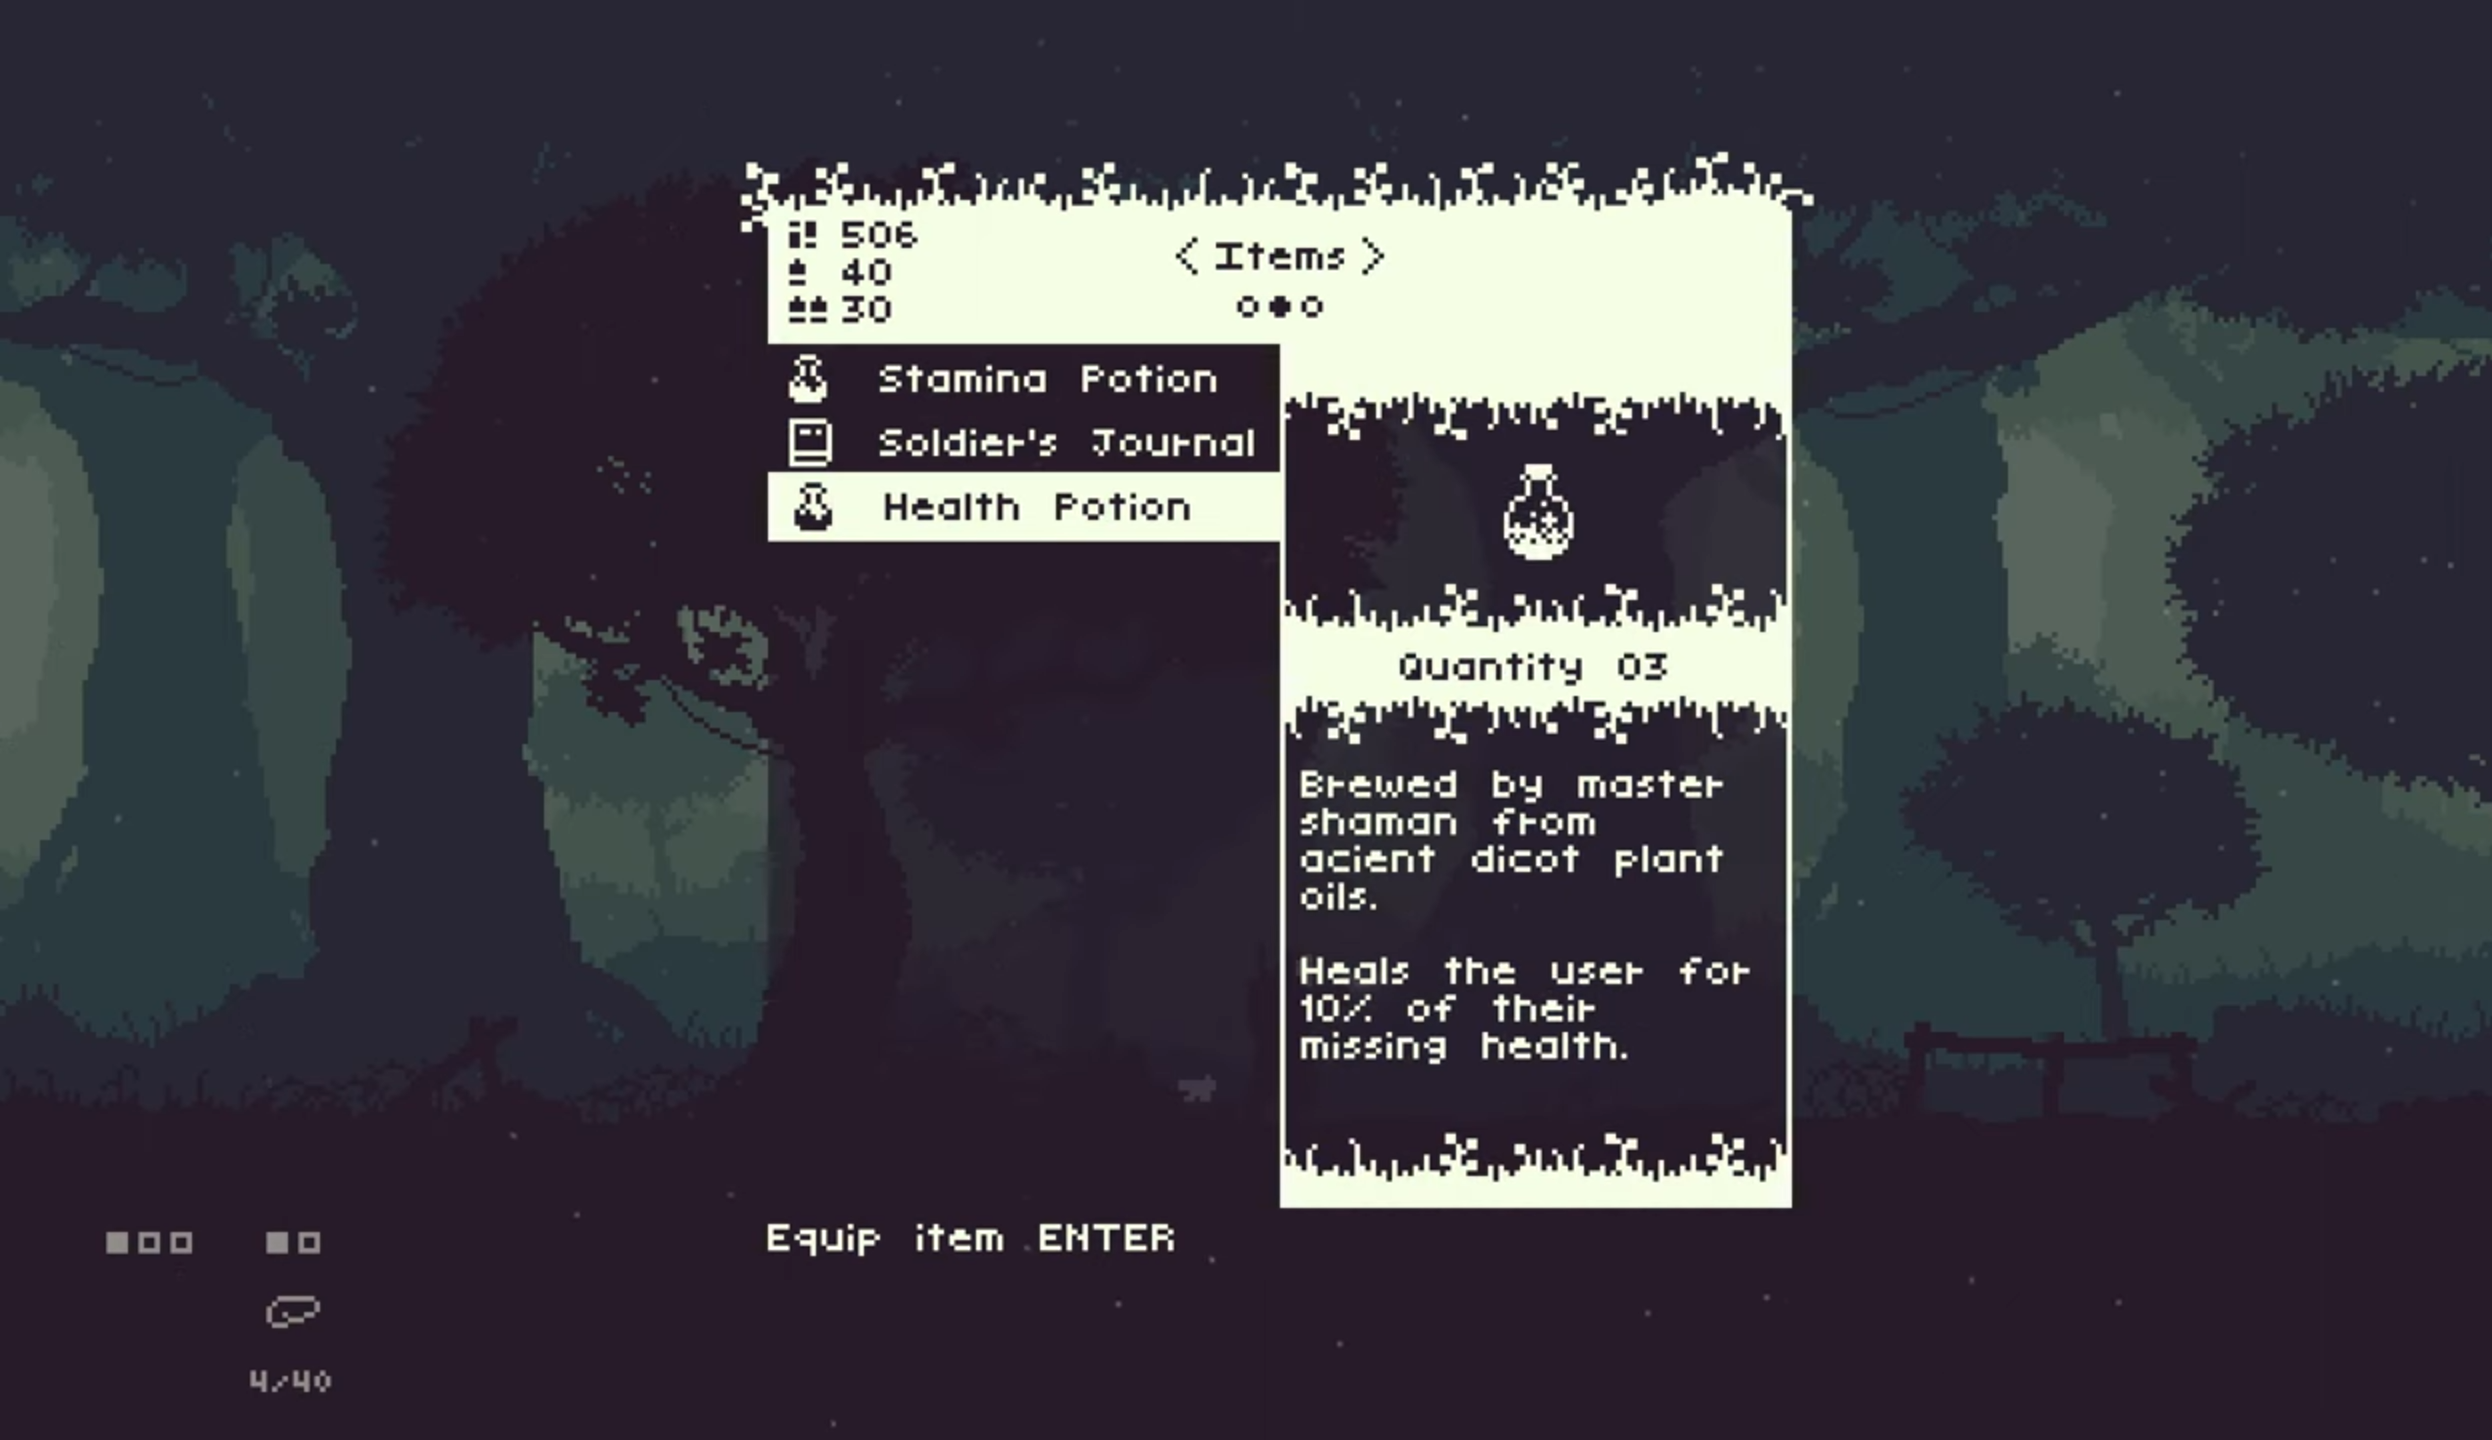 506
40
30
< Items >
Stamina Potion
Soldier's Journal
Health Potion
Quantity 03
Brewed by master
shaman from
acient dicot plant
oils.
Heals the user for
10% of their
missing health.
Equip item ENTER
4/40